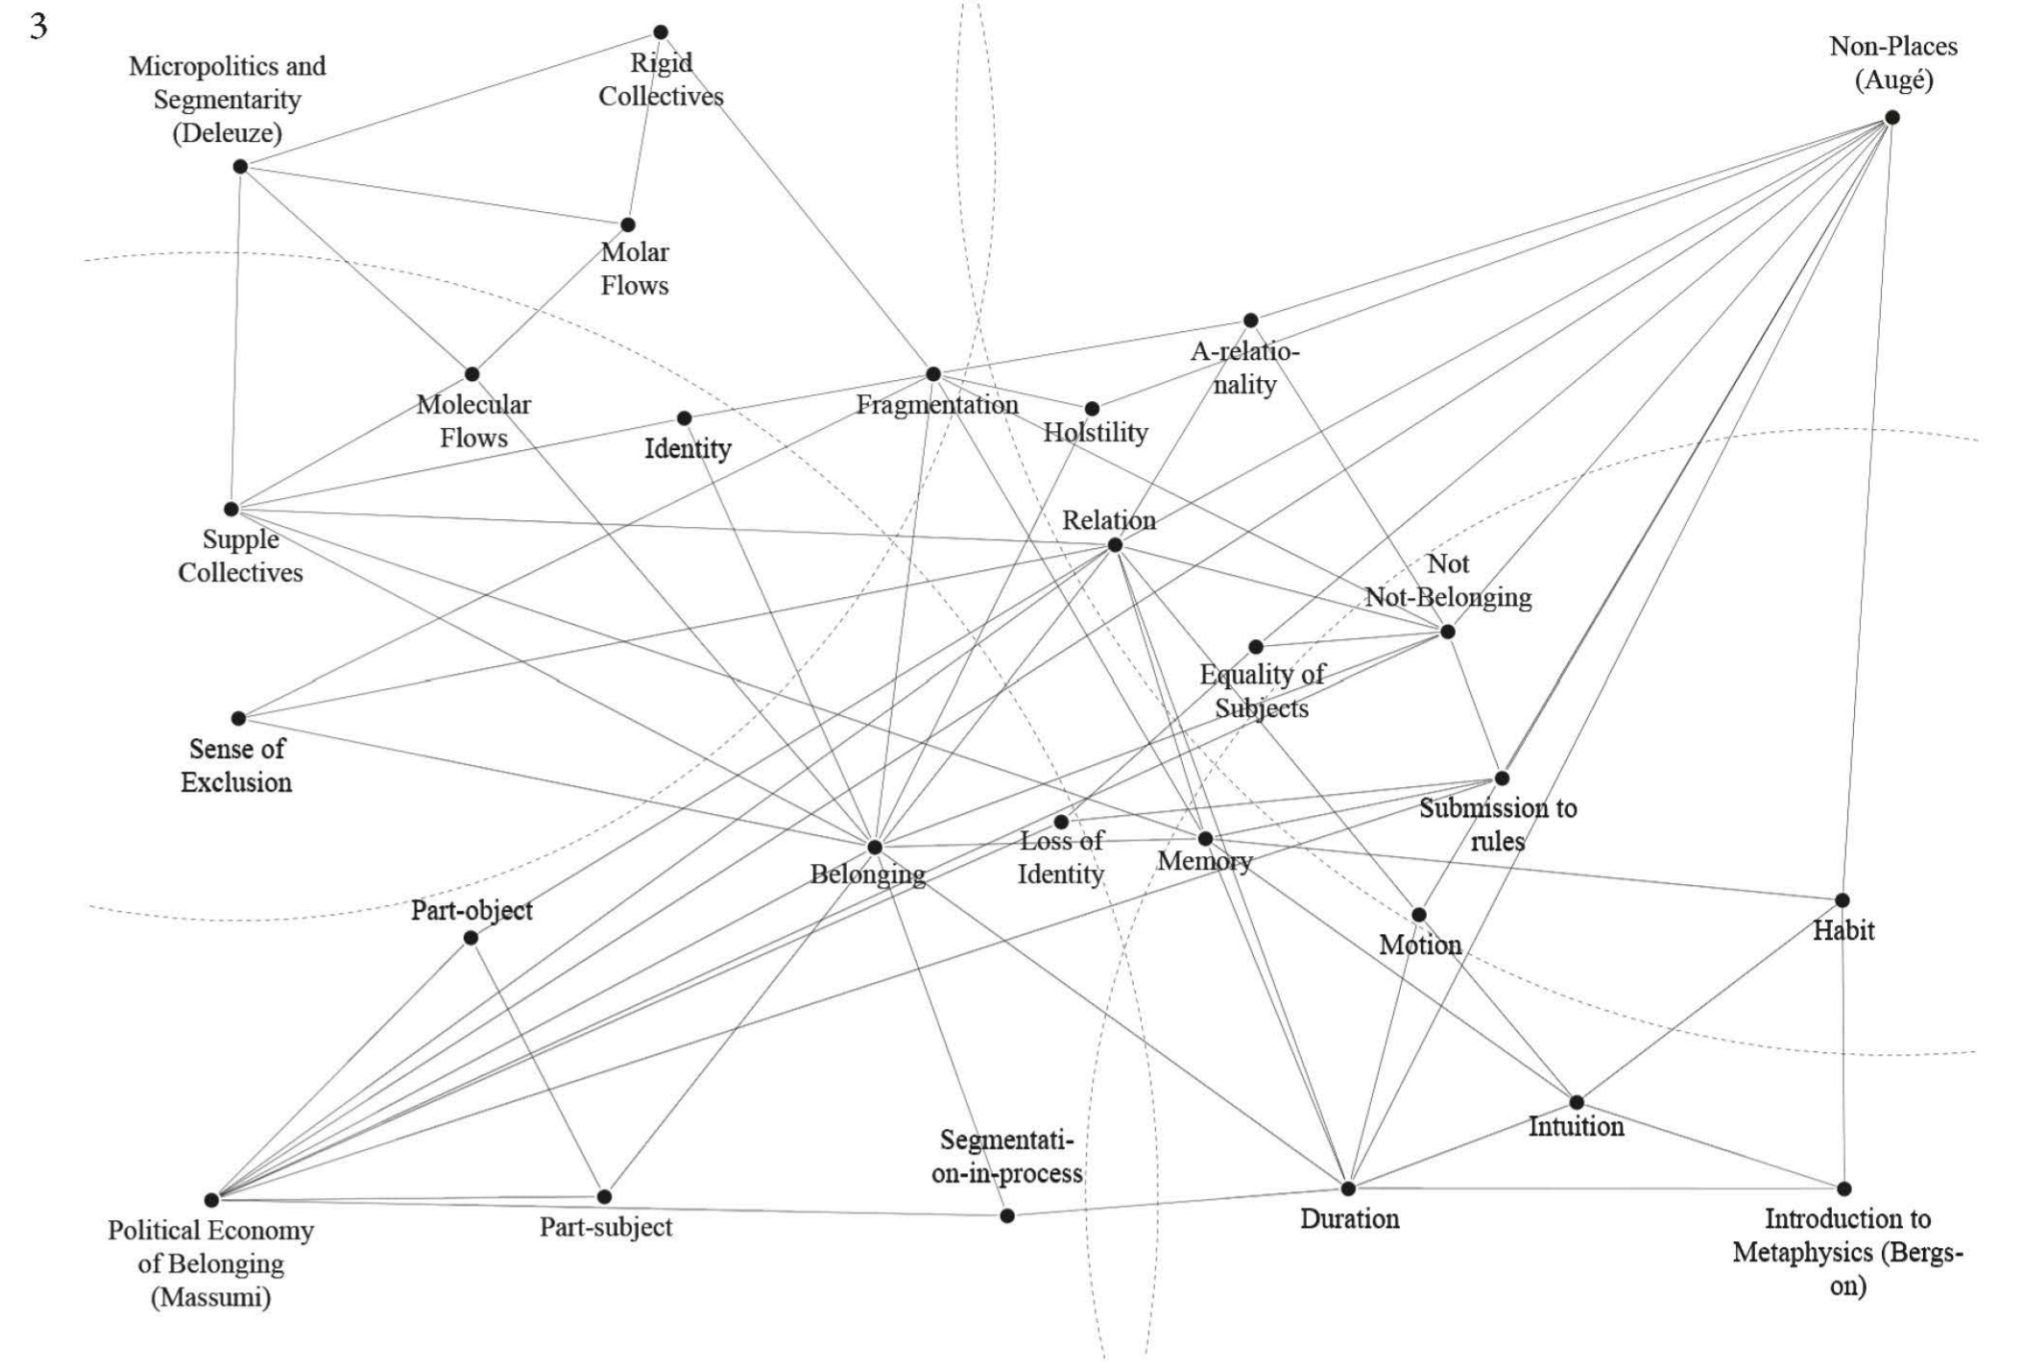 3
Micropolitics and
Segmentarity
(Deleuze)
Rigid
Collectives
Non-Places
(Augé)
Molar
Flows
A-relatio-
nality
Molecular
Flows
Identity
Fragmentation
Holstility
Supple
Collectives
Relation
Not
Not-Belonging
Equality of
Subjects
Sense of
Exclusion
Submission to
rules
Belonging
Loss of
Identity
Memory
Part-object
Motion
Habit
Segmentati-
on-in-process
Intuition
Political Economy
of Belonging
(Massumi)
Part-subject
Duration
Introduction to
Metaphysics (Bergs-
on)